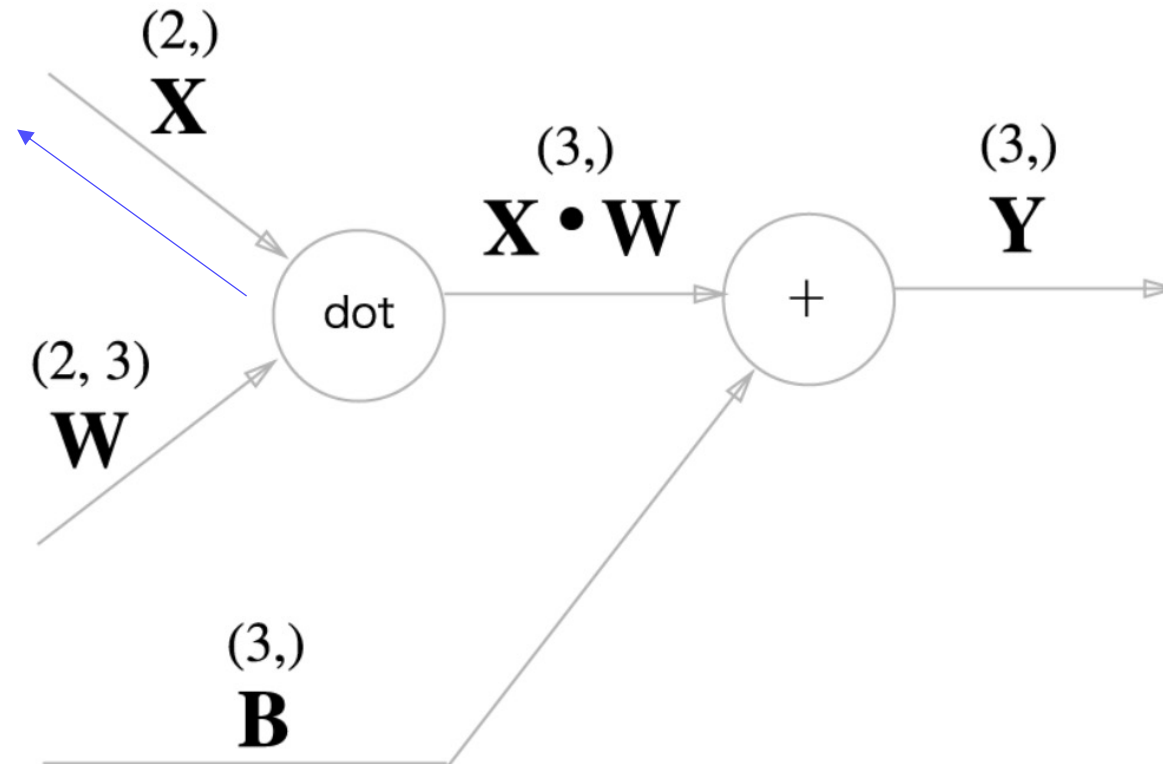 (2,)
X
(3,)
X • W
(3,)
Y
dot
+
(2, 3)
W
(3,)
B